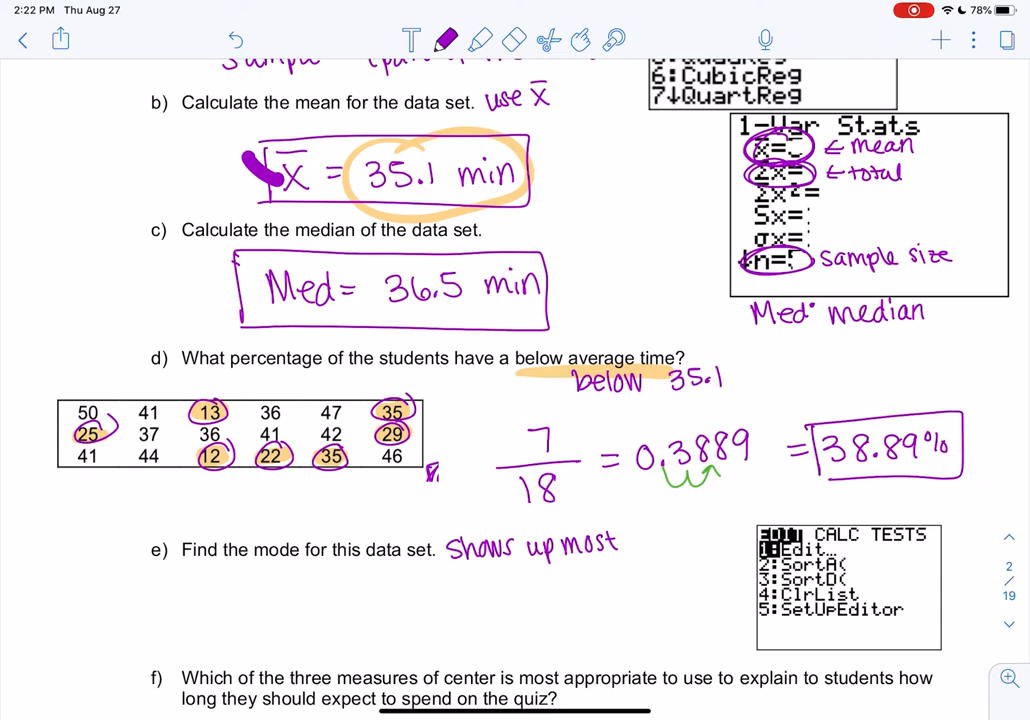 2:22 PM Thu Aug 27
78%
T
6:CubicReg
7↓QuartReg
b) Calculate the mean for the data set. use x̄
x̄ = 35.1 min
1-Var Stats
x̄= ← mean
Σx= ← total
Σx²=
Sx=
σx=
↓n= sample size
Med: median
c) Calculate the median of the data set.
Med = 36.5 min
d) What percentage of the students have a below average time?
below 35.1
50 41 13 36 47 35
25 37 36 41 42 29
41 44 12 22 35 46
7/18 = 0.3889 = 38.89%
e) Find the mode for this data set. shows up most
EDIT CALC TESTS
1:Edit…
2:SortA(
3:SortD(
4:ClrList
5:SetUpEditor
2
/
19
f) Which of the three measures of center is most appropriate to use to explain to students how
long they should expect to spend on the quiz?